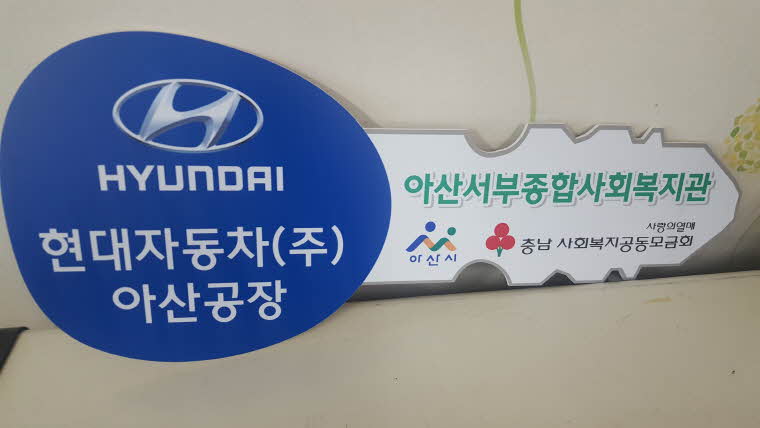 HYUNDAI
현대자동차(주)
아산공장
아산서부종합사회복지관
아산시
사랑의열매
충남 사회복지공동모금회